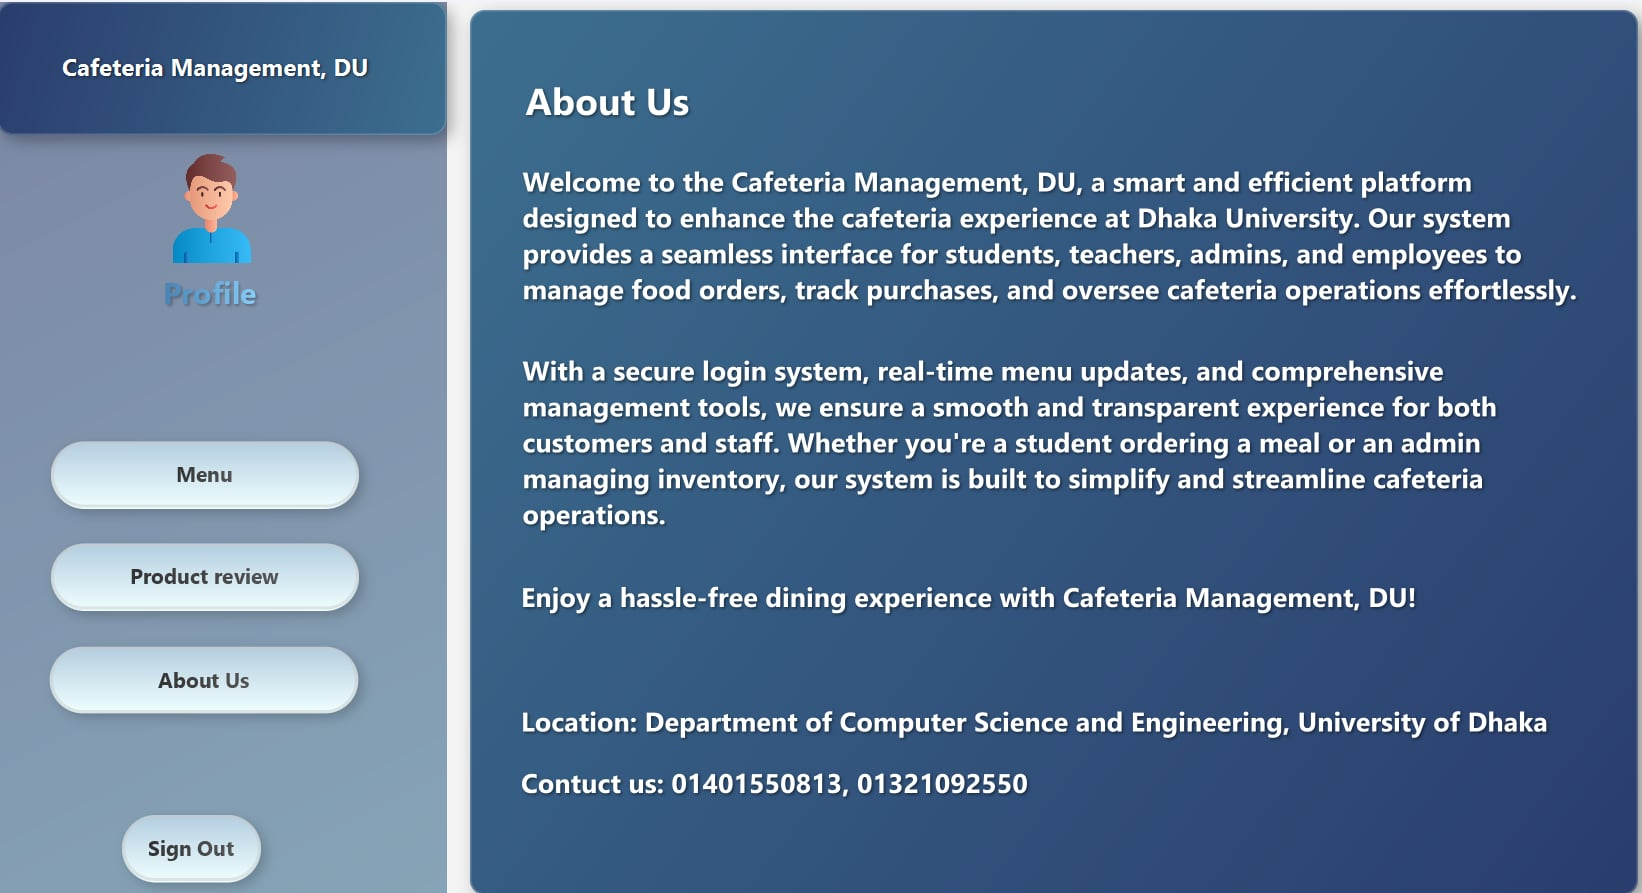 Cafeteria Management, DU
Profile
Menu
Product review
About Us
Sign Out
About Us
Welcome to the Cafeteria Management, DU, a smart and efficient platform
designed to enhance the cafeteria experience at Dhaka University. Our system
provides a seamless interface for students, teachers, admins, and employees to
manage food orders, track purchases, and oversee cafeteria operations effortlessly.
With a secure login system, real-time menu updates, and comprehensive
management tools, we ensure a smooth and transparent experience for both
customers and staff. Whether you're a student ordering a meal or an admin
managing inventory, our system is built to simplify and streamline cafeteria
operations.
Enjoy a hassle-free dining experience with Cafeteria Management, DU!
Location: Department of Computer Science and Engineering, University of Dhaka
Contuct us: 01401550813, 01321092550